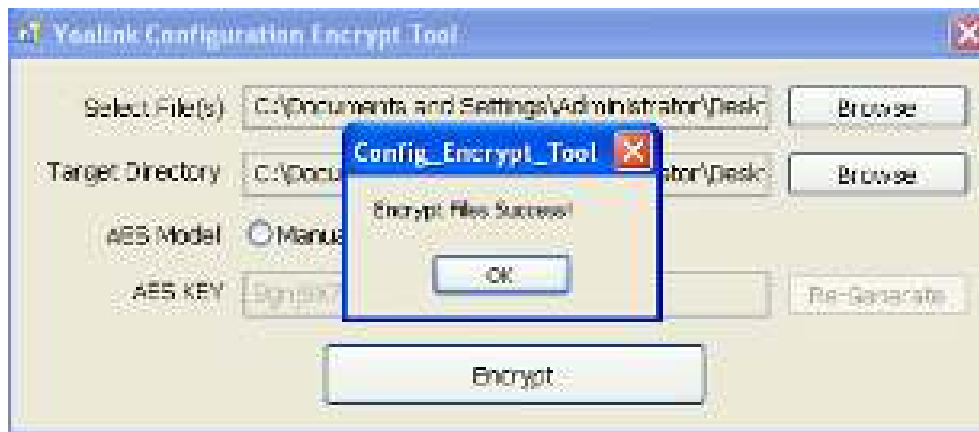 Yealink Configuration Encrypt Tool
Select File(s) C:\Documents and Settings\Administrator\Desk Browse
Config_Encrypt_Tool
Target Directory C:\Docu ator\Desk Browse
Encrypt Files Success!
AES Model Manua
OK
AES KEY Re-Generate
Encrypt